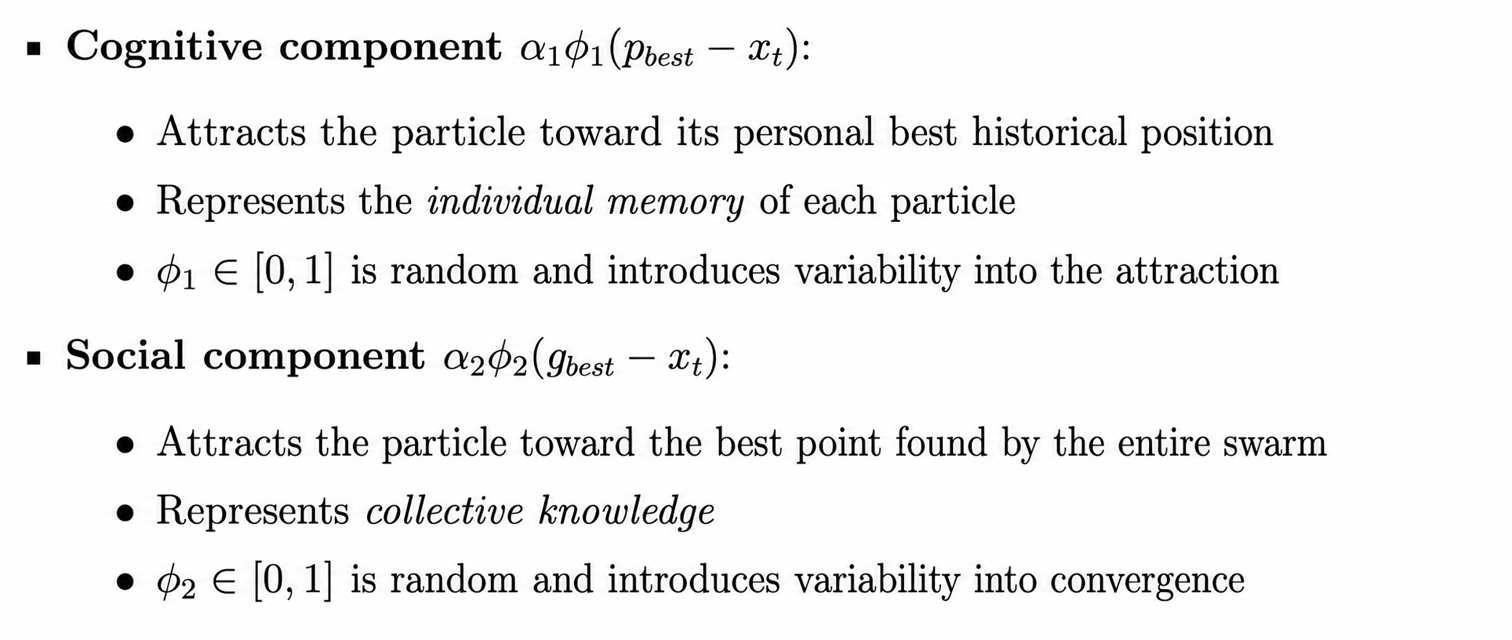 ▪ Cognitive component α₁ϕ₁(p_best − x_t):
• Attracts the particle toward its personal best historical position
• Represents the individual memory of each particle
• ϕ₁ ∈ [0, 1] is random and introduces variability into the attraction
▪ Social component α₂ϕ₂(g_best − x_t):
• Attracts the particle toward the best point found by the entire swarm
• Represents collective knowledge
• ϕ₂ ∈ [0, 1] is random and introduces variability into convergence